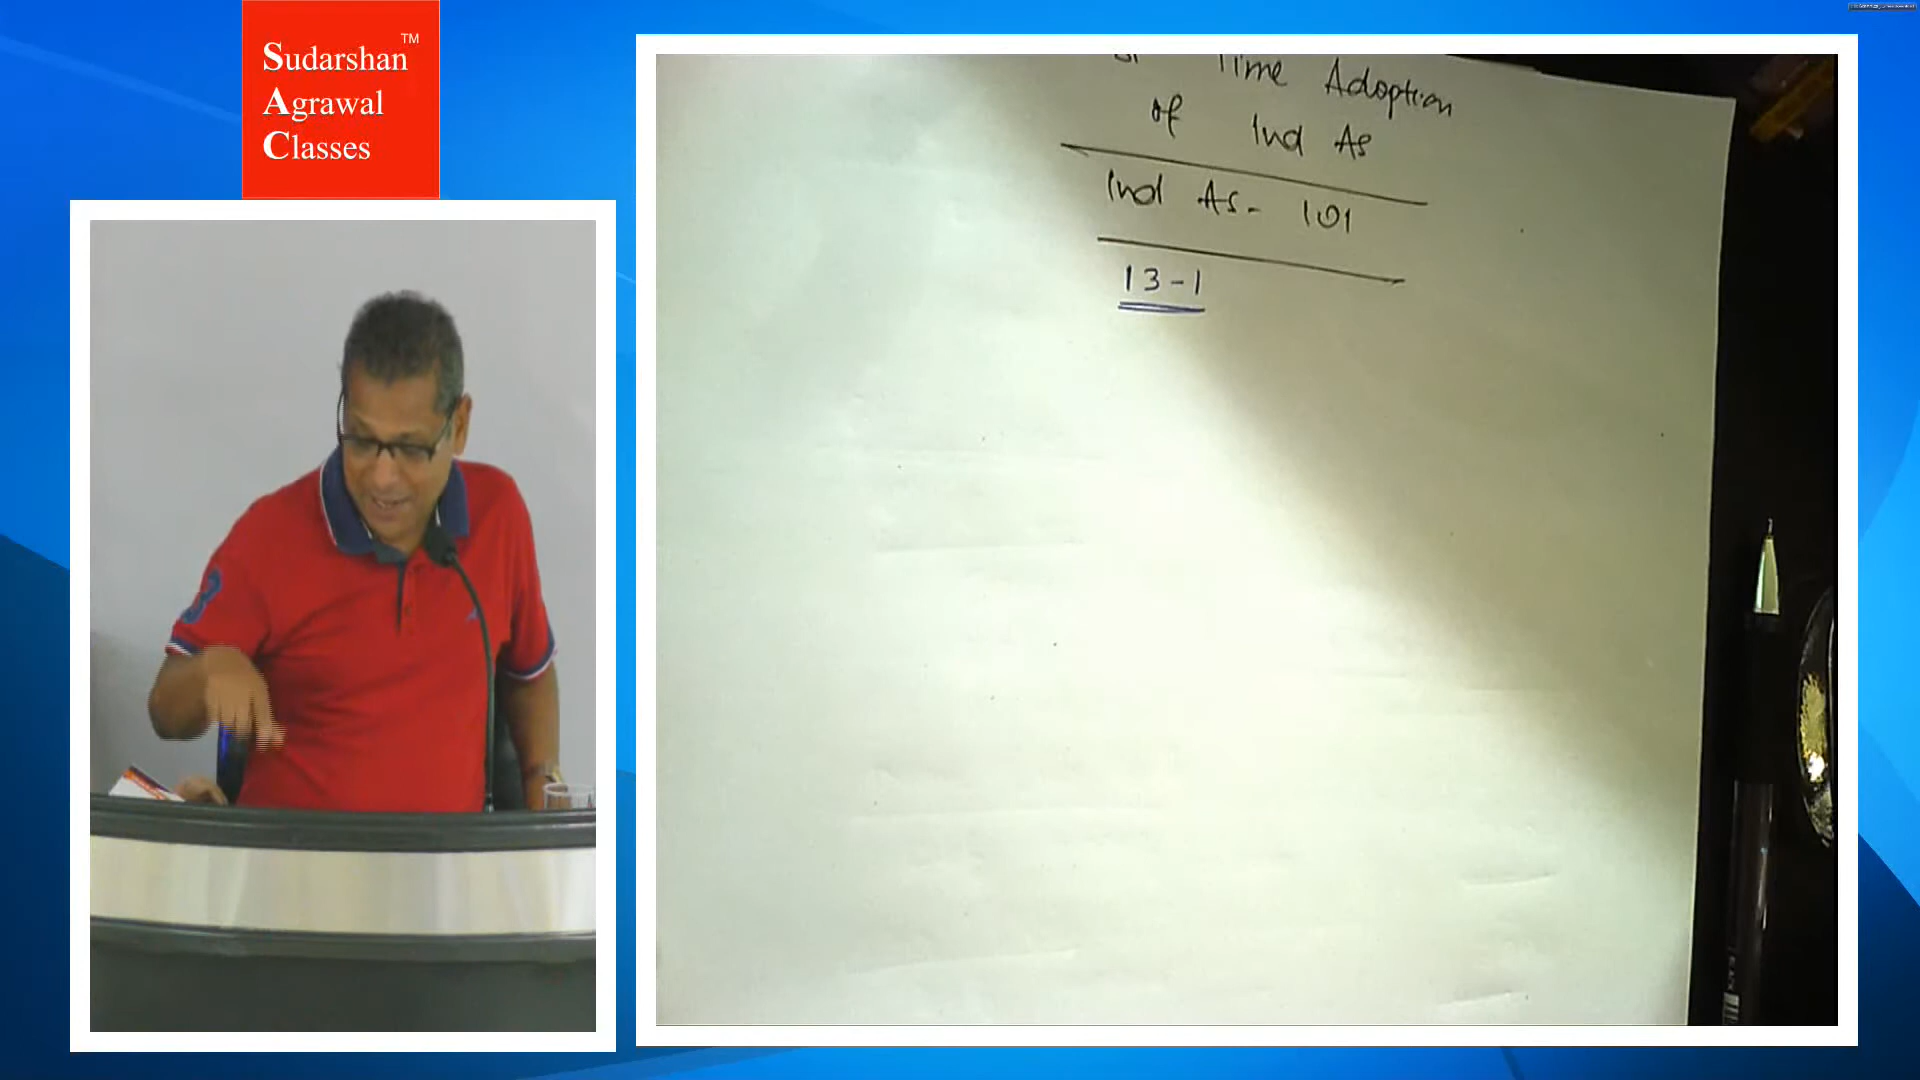 Sudarshan™
Agrawal
Classes
Time Adoption
of Ind As
Ind As- 101
13-1